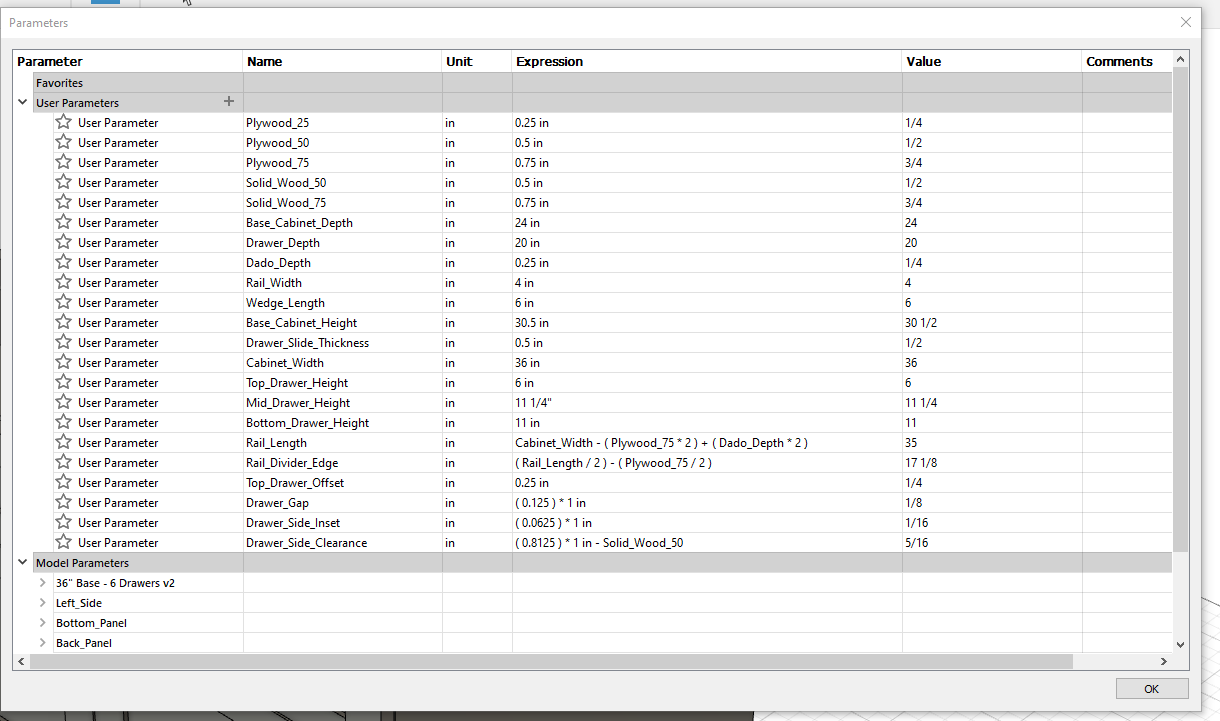 Parameters
Parameter Name Unit Expression Value Comments
Favorites
User Parameters
User Parameter Plywood_25 in 0.25 in 1/4
User Parameter Plywood_50 in 0.5 in 1/2
User Parameter Plywood_75 in 0.75 in 3/4
User Parameter Solid_Wood_50 in 0.5 in 1/2
User Parameter Solid_Wood_75 in 0.75 in 3/4
User Parameter Base_Cabinet_Depth in 24 in 24
User Parameter Drawer_Depth in 20 in 20
User Parameter Dado_Depth in 0.25 in 1/4
User Parameter Rail_Width in 4 in 4
User Parameter Wedge_Length in 6 in 6
User Parameter Base_Cabinet_Height in 30.5 in 30 1/2
User Parameter Drawer_Slide_Thickness in 0.5 in 1/2
User Parameter Cabinet_Width in 36 in 36
User Parameter Top_Drawer_Height in 6 in 6
User Parameter Mid_Drawer_Height in 11 1/4" 11 1/4
User Parameter Bottom_Drawer_Height in 11 in 11
User Parameter Rail_Length in Cabinet_Width - ( Plywood_75 * 2 ) + ( Dado_Depth * 2 ) 35
User Parameter Rail_Divider_Edge in ( Rail_Length / 2 ) - ( Plywood_75 / 2 ) 17 1/8
User Parameter Top_Drawer_Offset in 0.25 in 1/4
User Parameter Drawer_Gap in ( 0.125 ) * 1 in 1/8
User Parameter Drawer_Side_Inset in ( 0.0625 ) * 1 in 1/16
User Parameter Drawer_Side_Clearance in ( 0.8125 ) * 1 in - Solid_Wood_50 5/16
Model Parameters
36" Base - 6 Drawers v2
Left_Side
Bottom_Panel
Back_Panel
OK